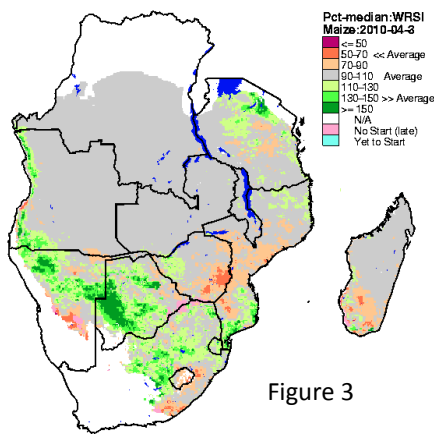 Pct-median:WRSI
Maize:2010-04-3
<= 50
50-70 << Average
70-90
90-110 Average
110-130
130-150 >> Average
>= 150
N/A
No Start (late)
Yet to Start
Figure 3